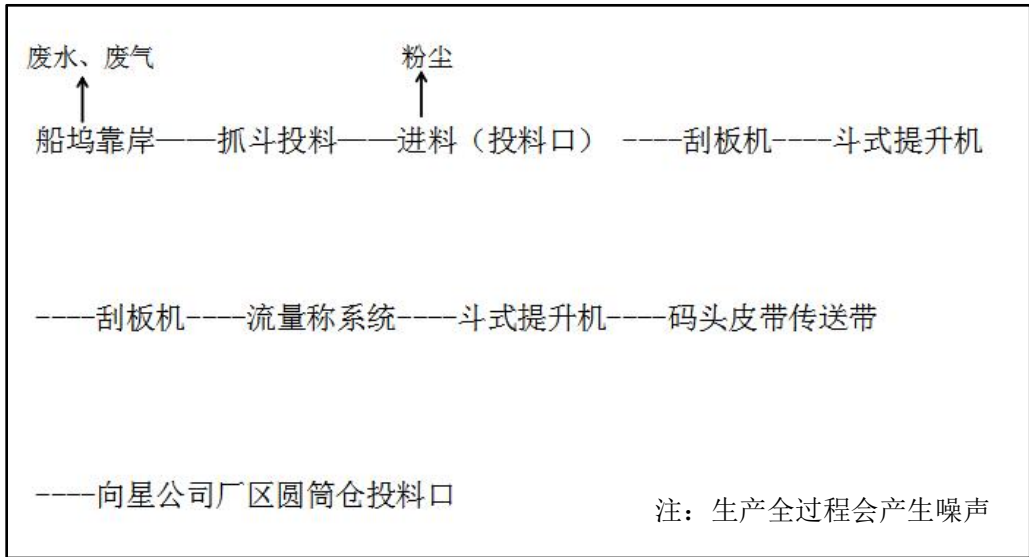 废水、废气 粉尘
船坞靠岸——抓斗投料——进料（投料口） ----刮板机----斗式提升机
----刮板机----流量称系统----斗式提升机----码头皮带传送带
----向星公司厂区圆筒仓投料口
注：生产全过程会产生噪声